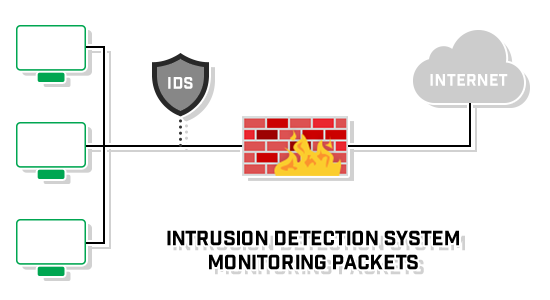 IDS
INTERNET
INTRUSION DETECTION SYSTEM
MONITORING PACKETS